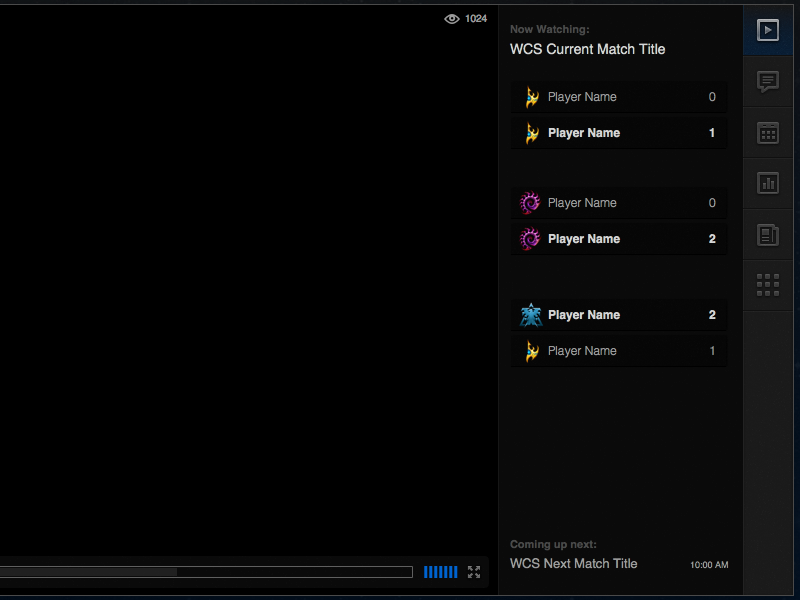 1024
Now Watching:
WCS Current Match Title
Player Name 0
Player Name 1
Player Name 0
Player Name 2
Player Name 2
Player Name 1
Coming up next:
WCS Next Match Title 10:00 AM